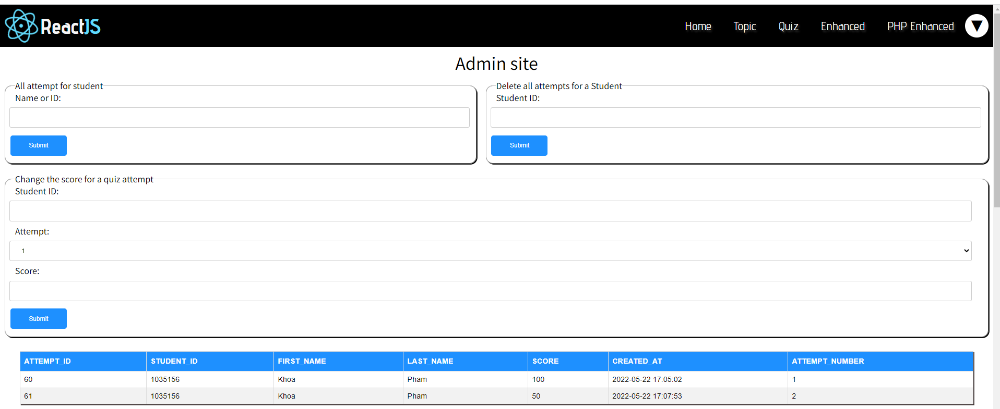 ReactJS
Home Topic Quiz Enhanced PHP Enhanced ▼
Admin site
All attempt for student
Name or ID:
Submit
Delete all attempts for a Student
Student ID:
Submit
Change the score for a quiz attempt
Student ID:
Attempt:
1
Score:
Submit
ATTEMPT_ID STUDENT_ID FIRST_NAME LAST_NAME SCORE CREATED_AT ATTEMPT_NUMBER
60 1035156 Khoa Pham 100 2022-05-22 17:05:02 1
61 1035156 Khoa Pham 50 2022-05-22 17:07:53 2